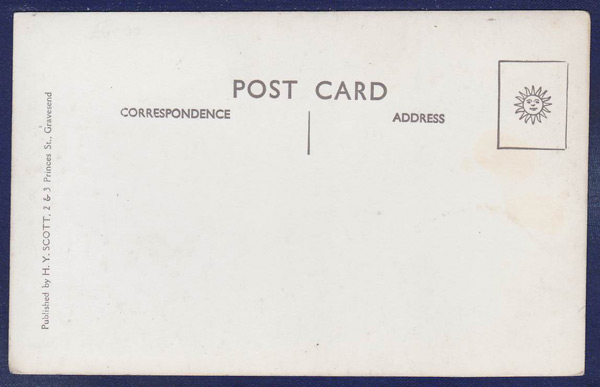 POST CARD
CORRESPONDENCE
ADDRESS
Published by H. Y. SCOTT, 2 & 3 Princes St., Gravesend